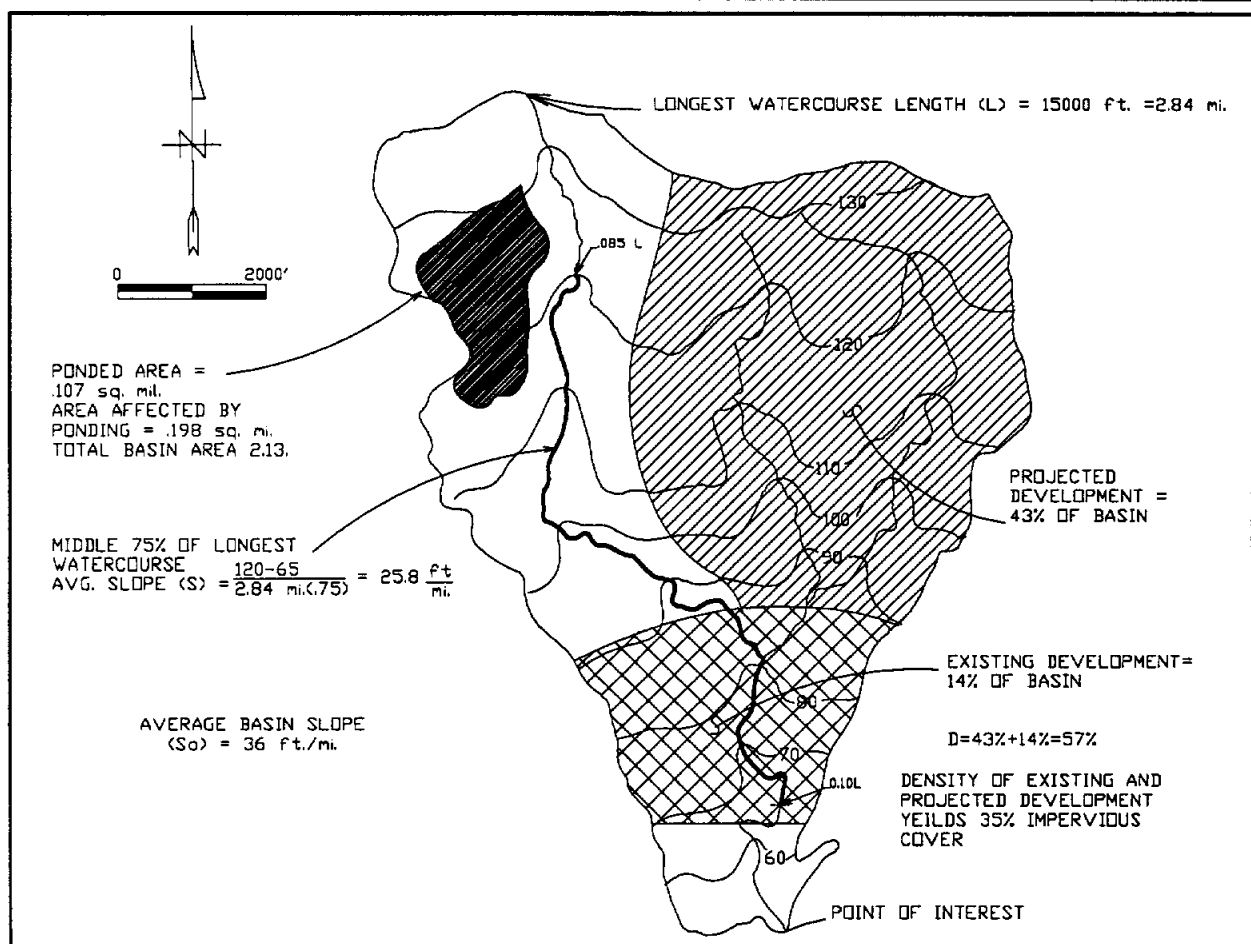 LONGEST WATERCOURSE LENGTH (L) = 15000 ft. =2.84 mi.
N
130
.085 L
0 2000'
120
PONDED AREA =
.107 sq. mil.
AREA AFFECTED BY
PONDING = .198 sq. mi.
TOTAL BASIN AREA 2.13.
110
PROJECTED
DEVELOPMENT =
43% OF BASIN
100
90
MIDDLE 75% OF LONGEST
WATERCOURSE
AVG. SLOPE (S) = 120-65 / 2.84 mi.(.75) = 25.8 ft / mi.
EXISTING DEVELOPMENT=
14% OF BASIN
80
AVERAGE BASIN SLOPE
(So) = 36 ft./mi.
D=43%+14%=57%
70
0.10L
DENSITY OF EXISTING AND
PROJECTED DEVELOPMENT
YEILDS 35% IMPERVIOUS
COVER
60
POINT OF INTEREST